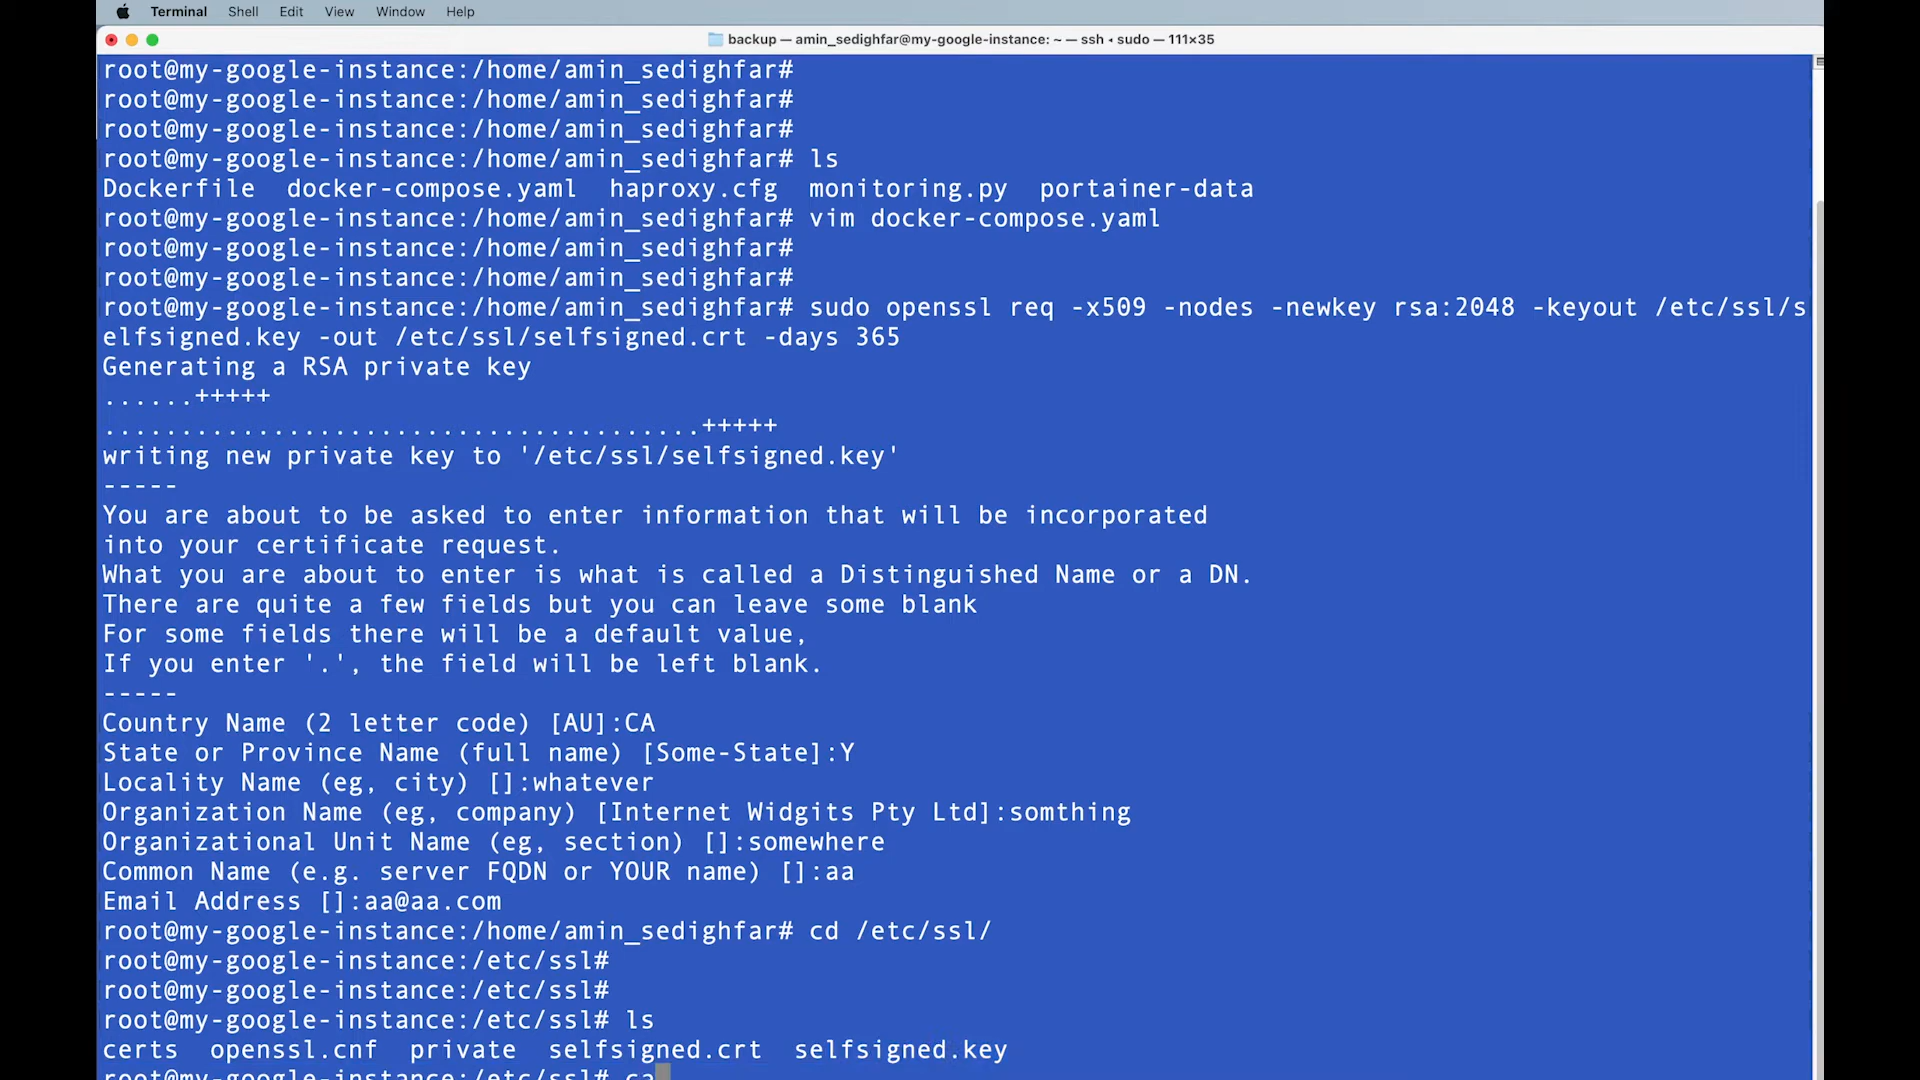 Terminal Shell Edit View Window Help
backup — amin_sedighfar@my-google-instance: ~ — ssh ◂ sudo — 111×35
root@my-google-instance:/home/amin_sedighfar#
root@my-google-instance:/home/amin_sedighfar#
root@my-google-instance:/home/amin_sedighfar#
root@my-google-instance:/home/amin_sedighfar# ls
Dockerfile  docker-compose.yaml  haproxy.cfg  monitoring.py  portainer-data
root@my-google-instance:/home/amin_sedighfar# vim docker-compose.yaml
root@my-google-instance:/home/amin_sedighfar#
root@my-google-instance:/home/amin_sedighfar#
root@my-google-instance:/home/amin_sedighfar# sudo openssl req -x509 -nodes -newkey rsa:2048 -keyout /etc/ssl/s
elfsigned.key -out /etc/ssl/selfsigned.crt -days 365
Generating a RSA private key
......+++++
.......................................+++++
writing new private key to '/etc/ssl/selfsigned.key'
-----
You are about to be asked to enter information that will be incorporated
into your certificate request.
What you are about to enter is what is called a Distinguished Name or a DN.
There are quite a few fields but you can leave some blank
For some fields there will be a default value,
If you enter '.', the field will be left blank.
-----
Country Name (2 letter code) [AU]:CA
State or Province Name (full name) [Some-State]:Y
Locality Name (eg, city) []:whatever
Organization Name (eg, company) [Internet Widgits Pty Ltd]:somthing
Organizational Unit Name (eg, section) []:somewhere
Common Name (e.g. server FQDN or YOUR name) []:aa
Email Address []:aa@aa.com
root@my-google-instance:/home/amin_sedighfar# cd /etc/ssl/
root@my-google-instance:/etc/ssl#
root@my-google-instance:/etc/ssl#
root@my-google-instance:/etc/ssl# ls
certs  openssl.cnf  private  selfsigned.crt  selfsigned.key
root@my-google-instance:/etc/ssl# ca